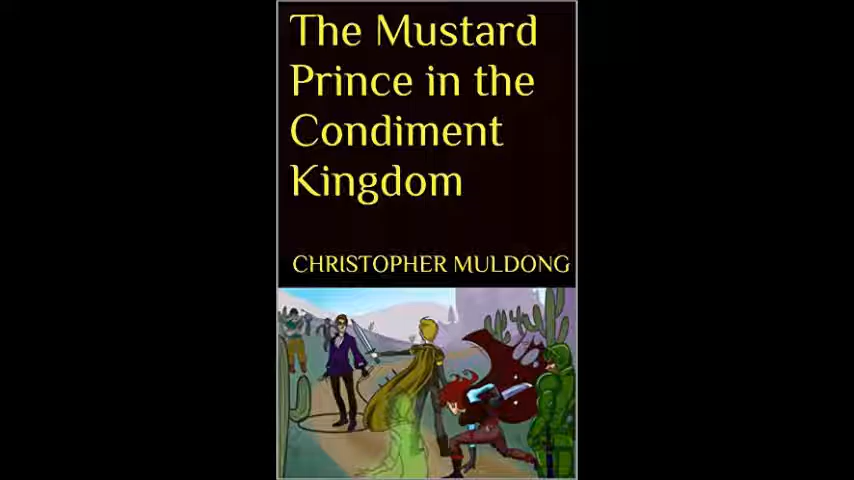 The Mustard
Prince in the
Condiment
Kingdom
CHRISTOPHER MULDONG